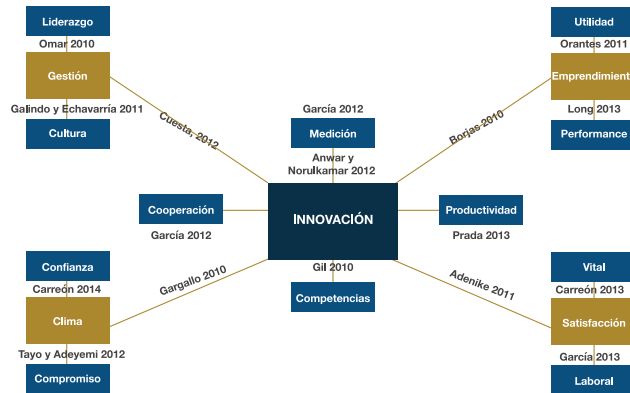 Liderazgo
Omar 2010
Gestión
Galindo y Echavarría 2011
Cultura
Cuesta, 2012
Utilidad
Orantes 2011
Emprendimient
Long 2013
Performance
Borjas 2010
García 2012
Medición
Anwar y
Norulkamar 2012
Cooperación
García 2012
INNOVACIÓN
Productividad
Prada 2013
Gil 2010
Competencias
Confianza
Carreón 2014
Clima
Tayo y Adeyemi 2012
Compromiso
Gargallo 2010
Adenike 2011
Vital
Carreón 2013
Satisfacción
García 2013
Laboral